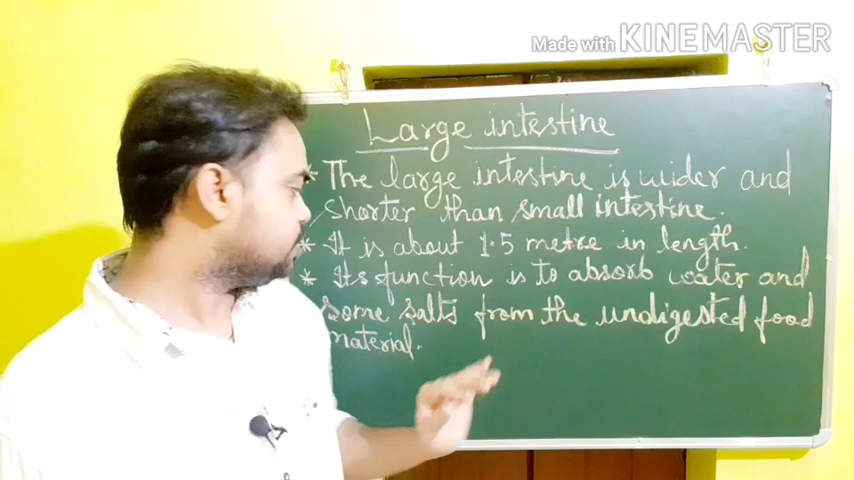 Made with KINEMASTER
Large intestine
* The large intestine is wider and
shorter than small intestine.
* It is about 1.5 metre in length.
* Its function is to absorb water and
some salts from the undigested food
material.